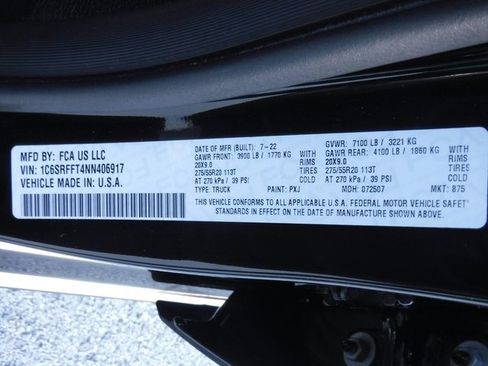 MFD BY: FCA US LLC
VIN: 1C6SRFFT4NN406917
VEHICLE MADE IN U.S.A.
DATE OF MFR (BUILT): 7-22 GVWR: 7100 LB / 3221 KG
GAWR FRONT: 3900 LB / 1770 KG GAWR REAR: 4100 LB / 1860 KG
20X9.0 RIMS 20X9.0 RIMS
275/55R20 113T TIRES 275/55R20 113T TIRES
AT 270 kPa / 39 PSI COLD AT 270 kPa / 39 PSI COLD
TYPE: TRUCK PAINT: PXJ MDH: 072507 MKT: 875
THIS VEHICLE CONFORMS TO ALL APPLICABLE U.S.A. FEDERAL MOTOR VEHICLE SAFET
STANDARDS IN EFFECT ON THE DATE OF MANUFACTURE SHOWN ABOVE.